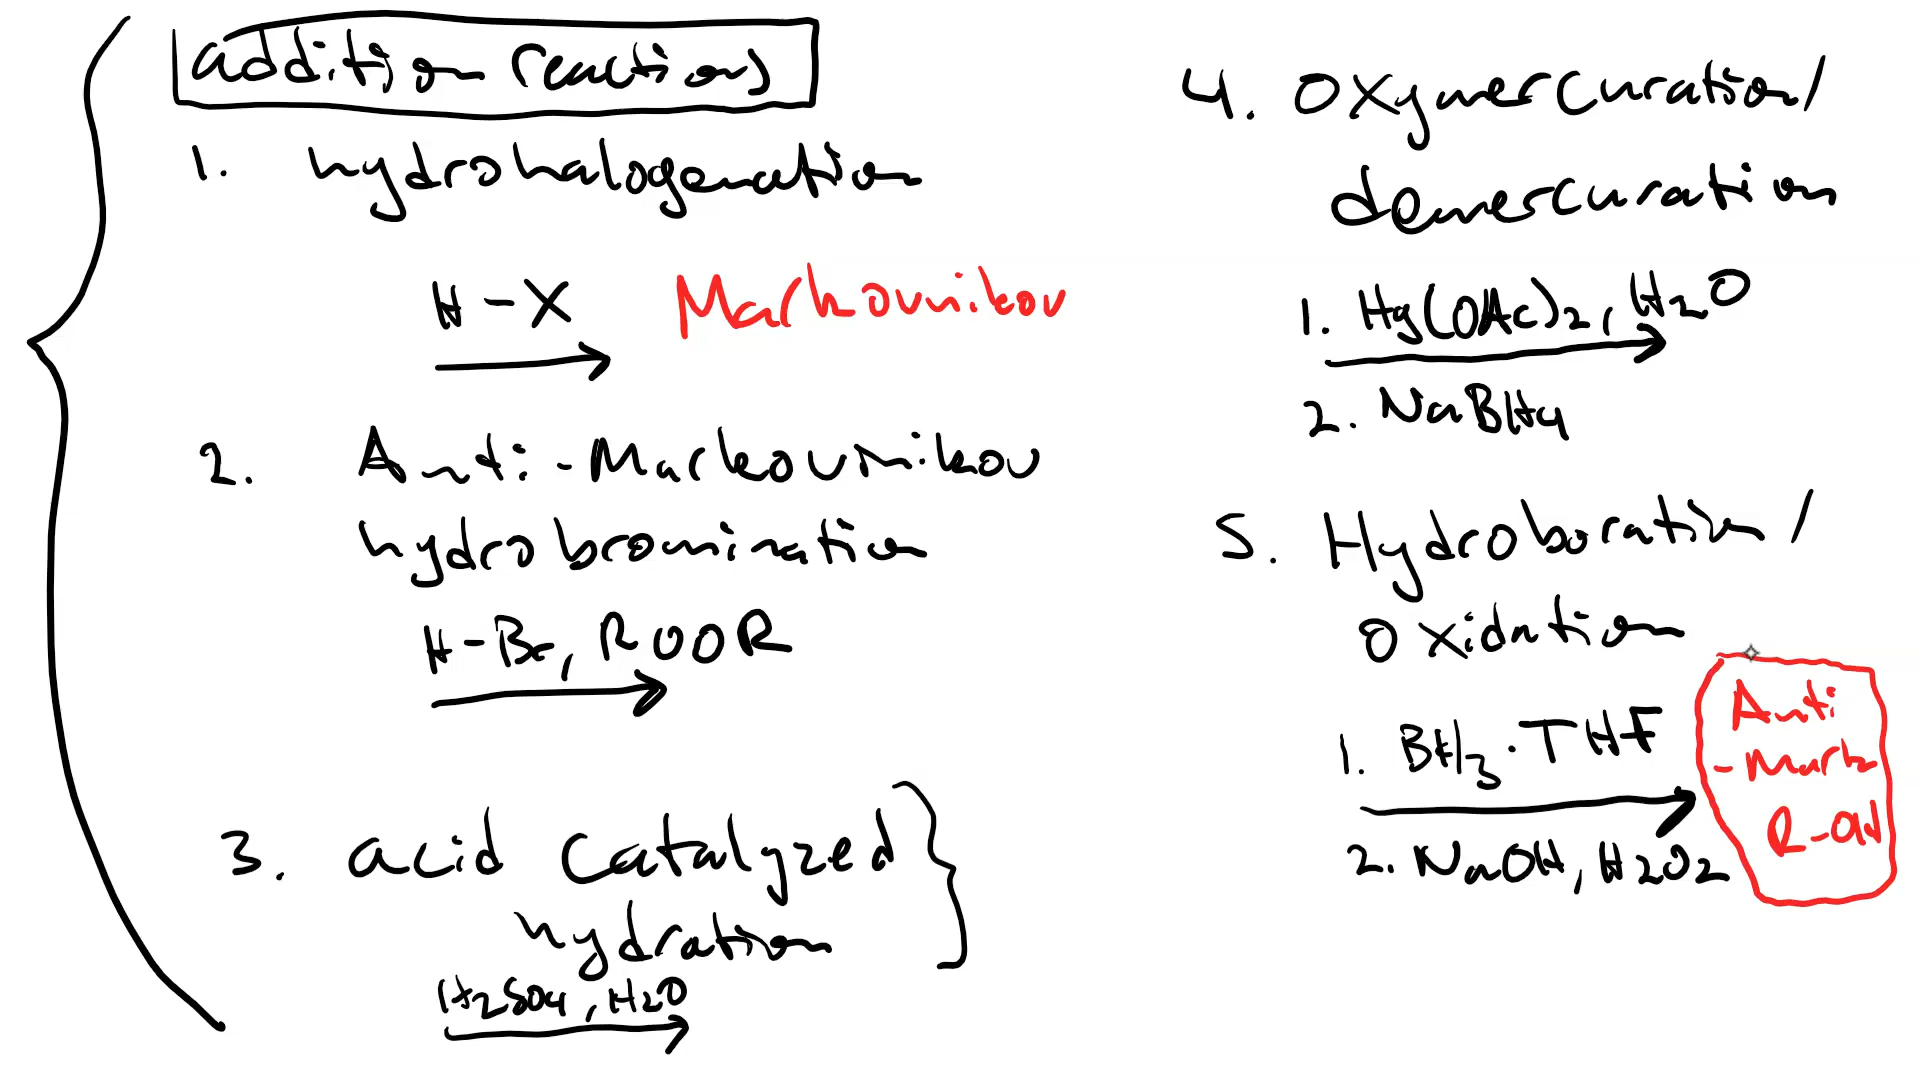 addition reactions
1. hydrohalogenation
H-X Markovnikov
2. Anti-Markovnikov
hydrobromination
H-Br, ROOR
3. acid catalyzed
hydration
H2SO4, H2O
4. Oxymercuration/
demercuration
1. Hg(OAc)2, H2O
2. NaBH4
5. Hydroboration/
Oxidation
1. BH3·THF
2. NaOH, H2O2
Anti
-Mark
R-OH